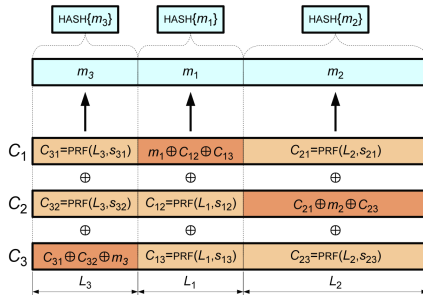 HASH{m₃} HASH{m₁} HASH{m₂}
m₃ m₁ m₂
C₁ C₃₁=PRF(L₃,s₃₁) m₁⊕C₁₂⊕C₁₃ C₂₁=PRF(L₂,s₂₁)
⊕ ⊕ ⊕
C₂ C₃₂=PRF(L₃,s₃₂) C₁₂=PRF(L₁,s₁₂) C₂₁⊕m₂⊕C₂₃
⊕ ⊕ ⊕
C₃ C₃₁⊕C₃₂⊕m₃ C₁₃=PRF(L₁,s₁₃) C₂₃=PRF(L₂,s₂₃)
L₃ L₁ L₂